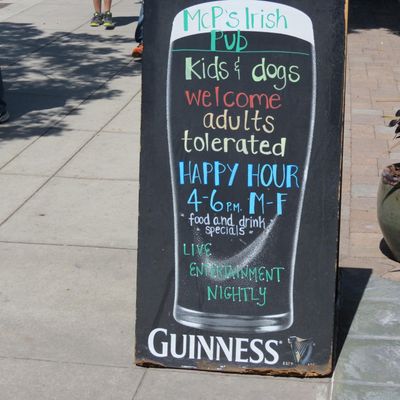 McP's Irish
Pub
Kids & dogs
welcome
adults
tolerated
HAPPY HOUR
4-6 P.M. M-F
"food and drink
specials"
LIVE
ENTERTAINMENT
NIGHTLY
GUINNESS®